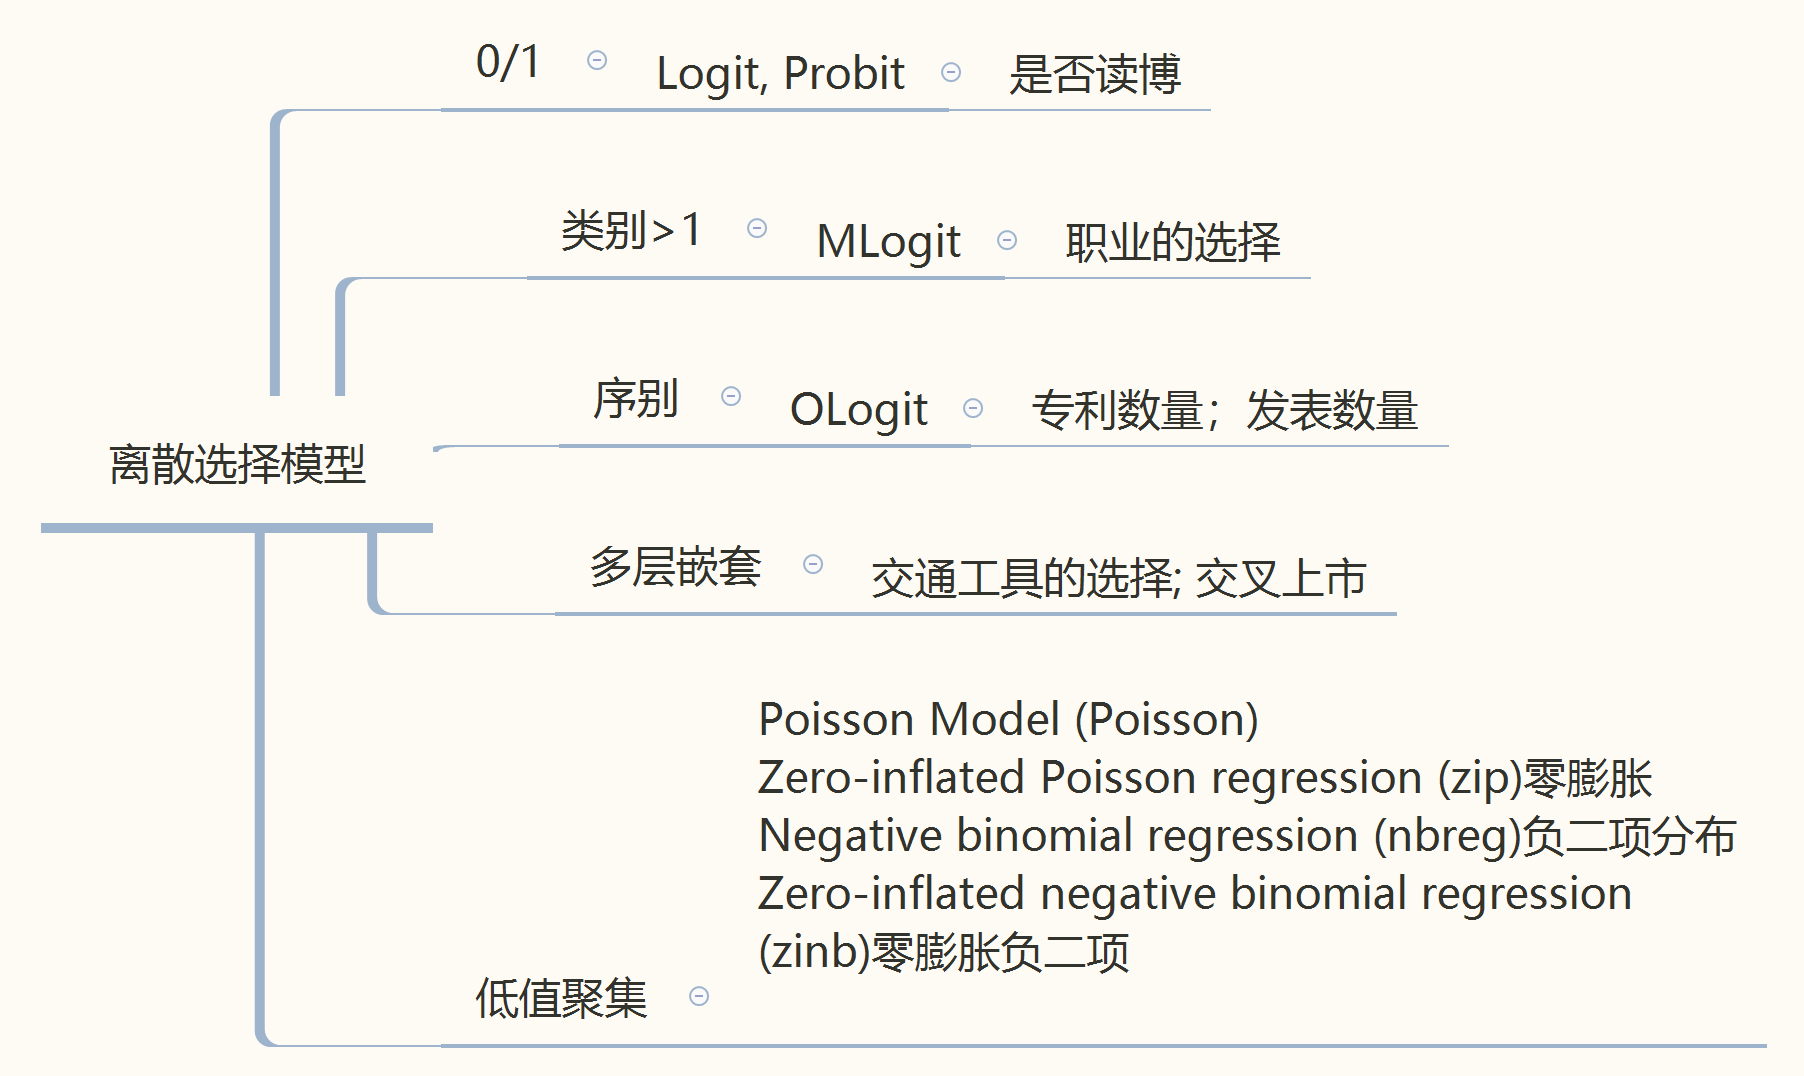 0/1
Logit, Probit
是否读博
类别>1
MLogit
职业的选择
序别
OLogit
专利数量；发表数量
离散选择模型
多层嵌套
交通工具的选择; 交叉上市
Poisson Model (Poisson)
Zero-inflated Poisson regression (zip)零膨胀
Negative binomial regression (nbreg)负二项分布
Zero-inflated negative binomial regression
(zinb)零膨胀负二项
低值聚集